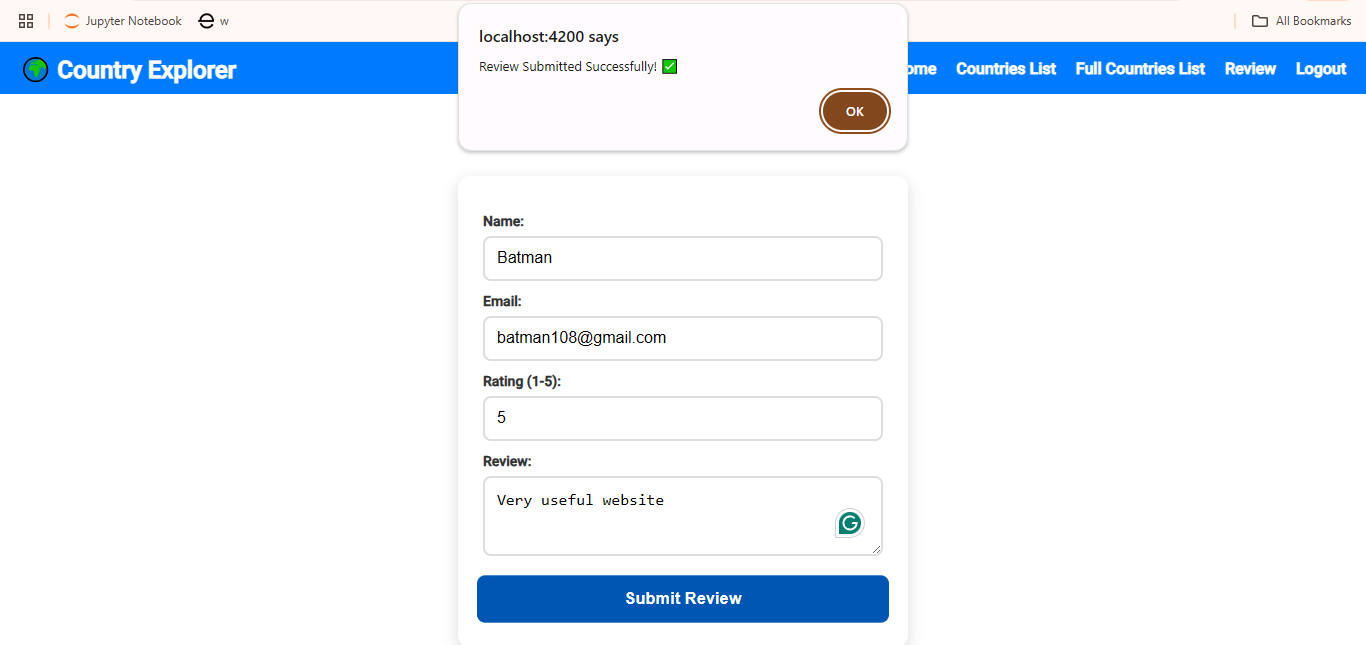 Jupyter Notebook w All Bookmarks
localhost:4200 says
Review Submitted Successfully! ✅
OK
Country Explorer ome Countries List Full Countries List Review Logout
Name:
Batman
Email:
batman108@gmail.com
Rating (1-5):
5
Review:
Very useful website
Submit Review